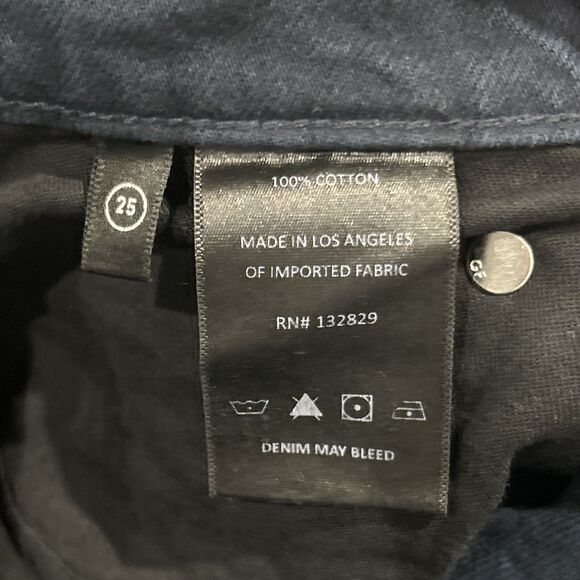 25
100% COTTON
MADE IN LOS ANGELES
OF IMPORTED FABRIC
RN# 132829
DENIM MAY BLEED